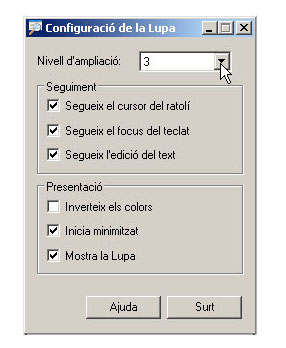 Configuració de la Lupa
Nivell d'ampliació: 3
Seguiment
Segueix el cursor del ratolí
Segueix el focus del teclat
Segueix l'edició del text
Presentació
Inverteix els colors
Inicia minimitzat
Mostra la Lupa
Ajuda Surt